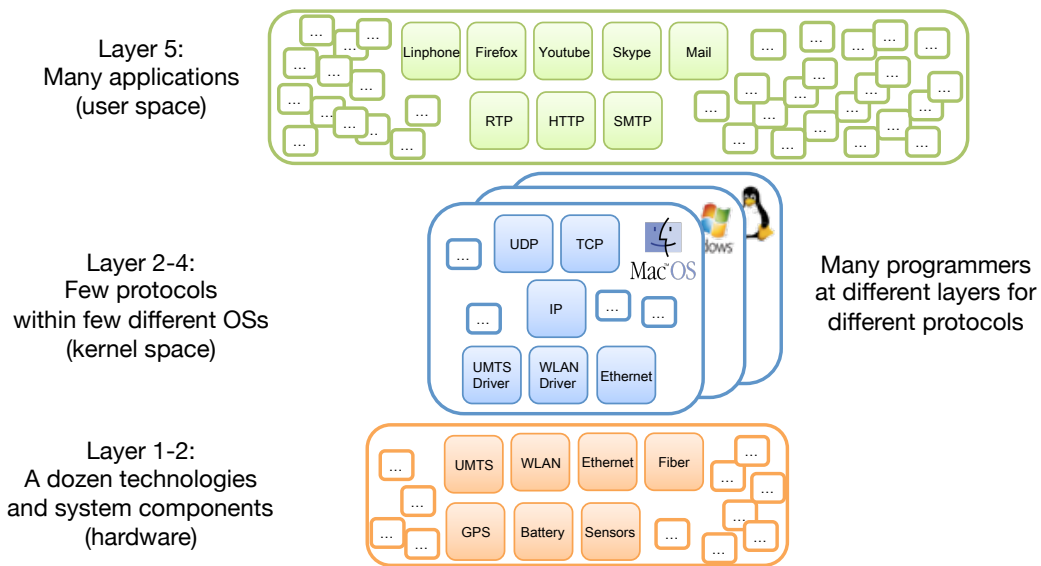 Layer 5:
Many applications
(user space)
Linphone Firefox Youtube Skype Mail
RTP HTTP SMTP
... ... ... ... ... ... ... ... ... ... ... ... ...
... ... ... ... ... ... ... ... ... ... ... ... ... ... ... ... ...
Layer 2-4:
Few protocols
within few different OSs
(kernel space)
UDP TCP
...
Mac™OS
dows
IP
... ... ...
UMTS Driver
WLAN Driver
Ethernet
Many programmers
at different layers for
different protocols
Layer 1-2:
A dozen technologies
and system components
(hardware)
... UMTS WLAN Ethernet Fiber ... ... ...
... ... ... GPS Battery Sensors ... ... ... ...